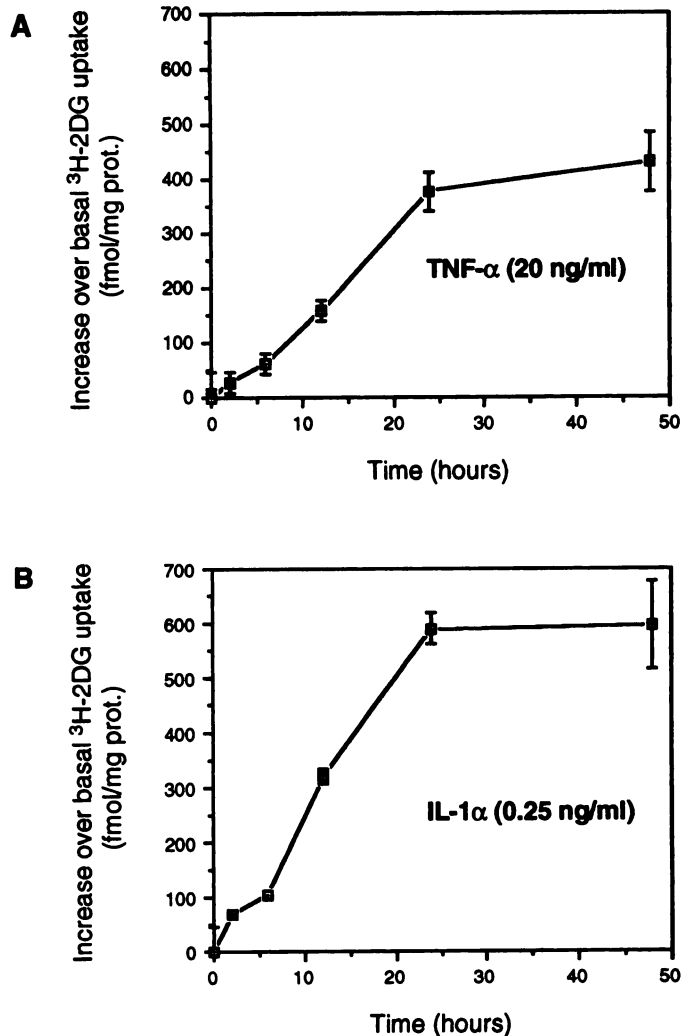 A
Increase over basal ³H-2DG uptake
(fmol/mg prot.)
700
600
500
400
300
200
100
0
TNF-α (20 ng/ml)
0 10 20 30 40 50
Time (hours)
B
Increase over basal ³H-2DG uptake
(fmol/mg prot.)
700
600
500
400
300
200
100
0
IL-1α (0.25 ng/ml)
0 10 20 30 40 50
Time (hours)